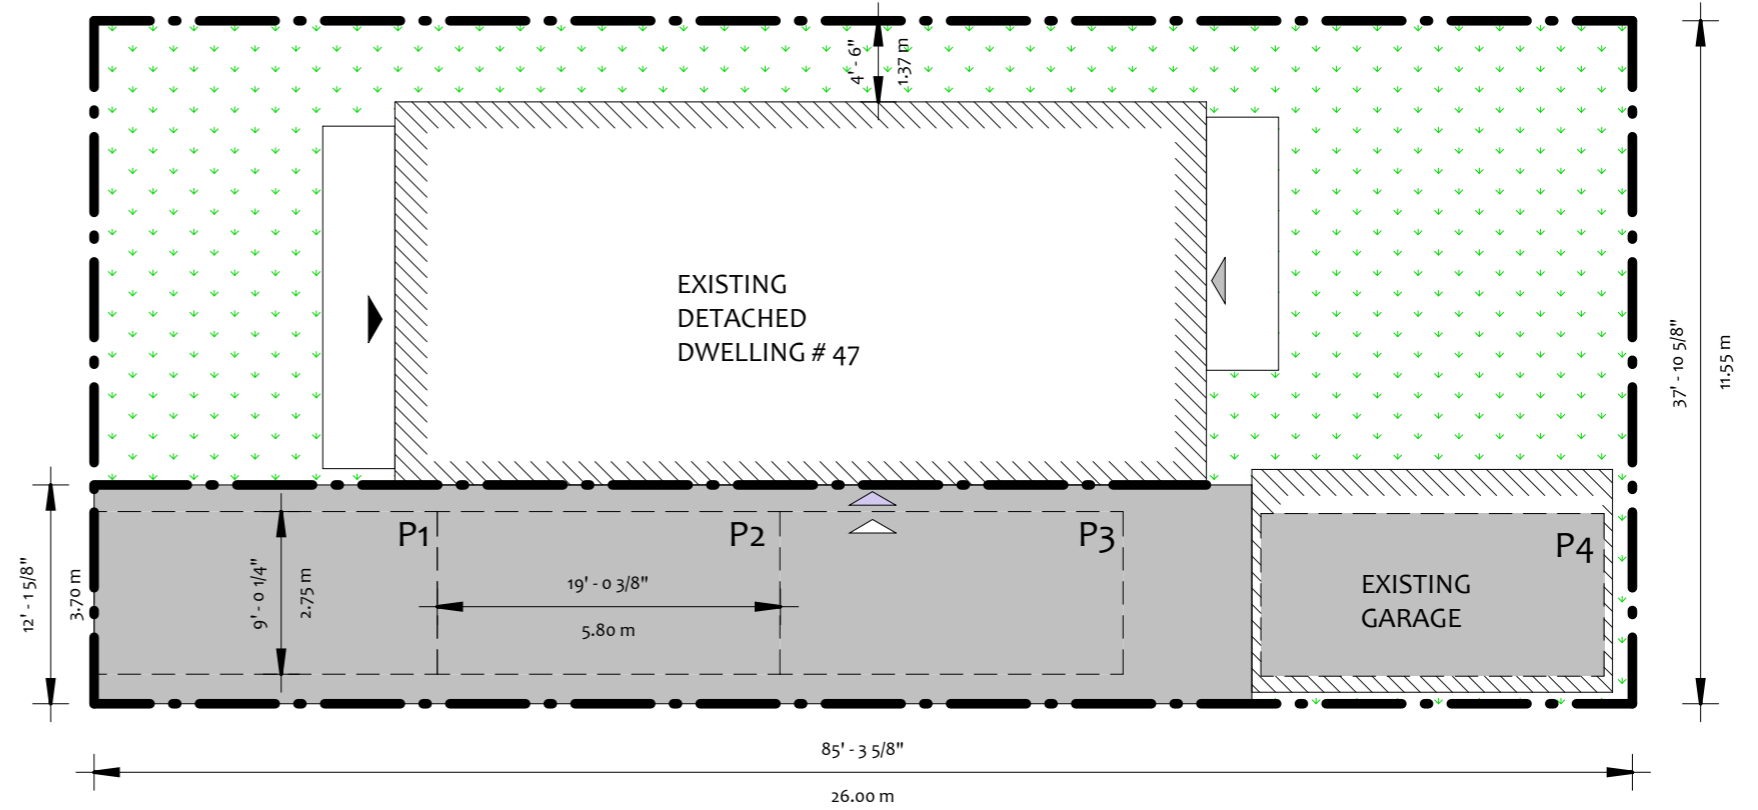 4' - 6"
1.37 m
EXISTING
DETACHED
DWELLING # 47
37' - 10 5/8"
11.55 m
P1
P2
P3
P4
12' - 1 5/8"
3.70 m
9' - 0 1/4"
2.75 m
19' - 0 3/8"
5.80 m
EXISTING
GARAGE
85' - 3 5/8"
26.00 m